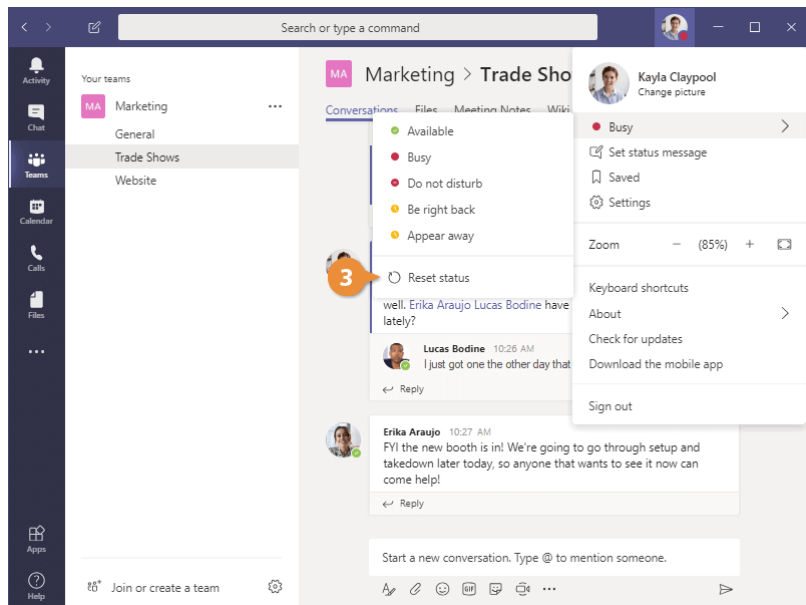 Search or type a command
Activity
Chat
Teams
Calendar
Calls
Files
Apps
Help
Your teams
MA Marketing
General
Trade Shows
Website
Join or create a team
MA Marketing > Trade Sho
Conversations Files Meeting Notes Wiki
Kayla Claypool
Change picture
Busy
Set status message
Saved
Settings
Zoom − (85%) +
Keyboard shortcuts
About
Check for updates
Download the mobile app
Sign out
Available
Busy
Do not disturb
Be right back
Appear away
3 Reset status
well. Erika Araujo Lucas Bodine have
lately?
Lucas Bodine 10:26 AM
I just got one the other day that
Reply
Erika Araujo 10:27 AM
FYI the new booth is in! We're going to go through setup and
takedown later today, so anyone that wants to see it now can
come help!
Reply
Start a new conversation. Type @ to mention someone.
GIF